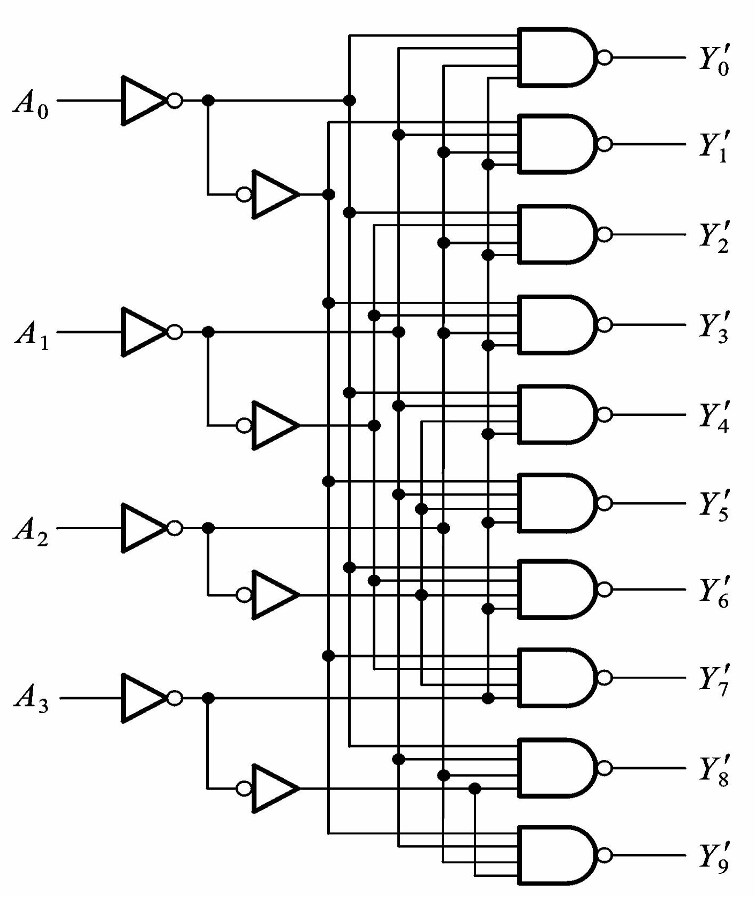 A₀
A₁
A₂
A₃
Y₀′
Y₁′
Y₂′
Y₃′
Y₄′
Y₅′
Y₆′
Y₇′
Y₈′
Y₉′